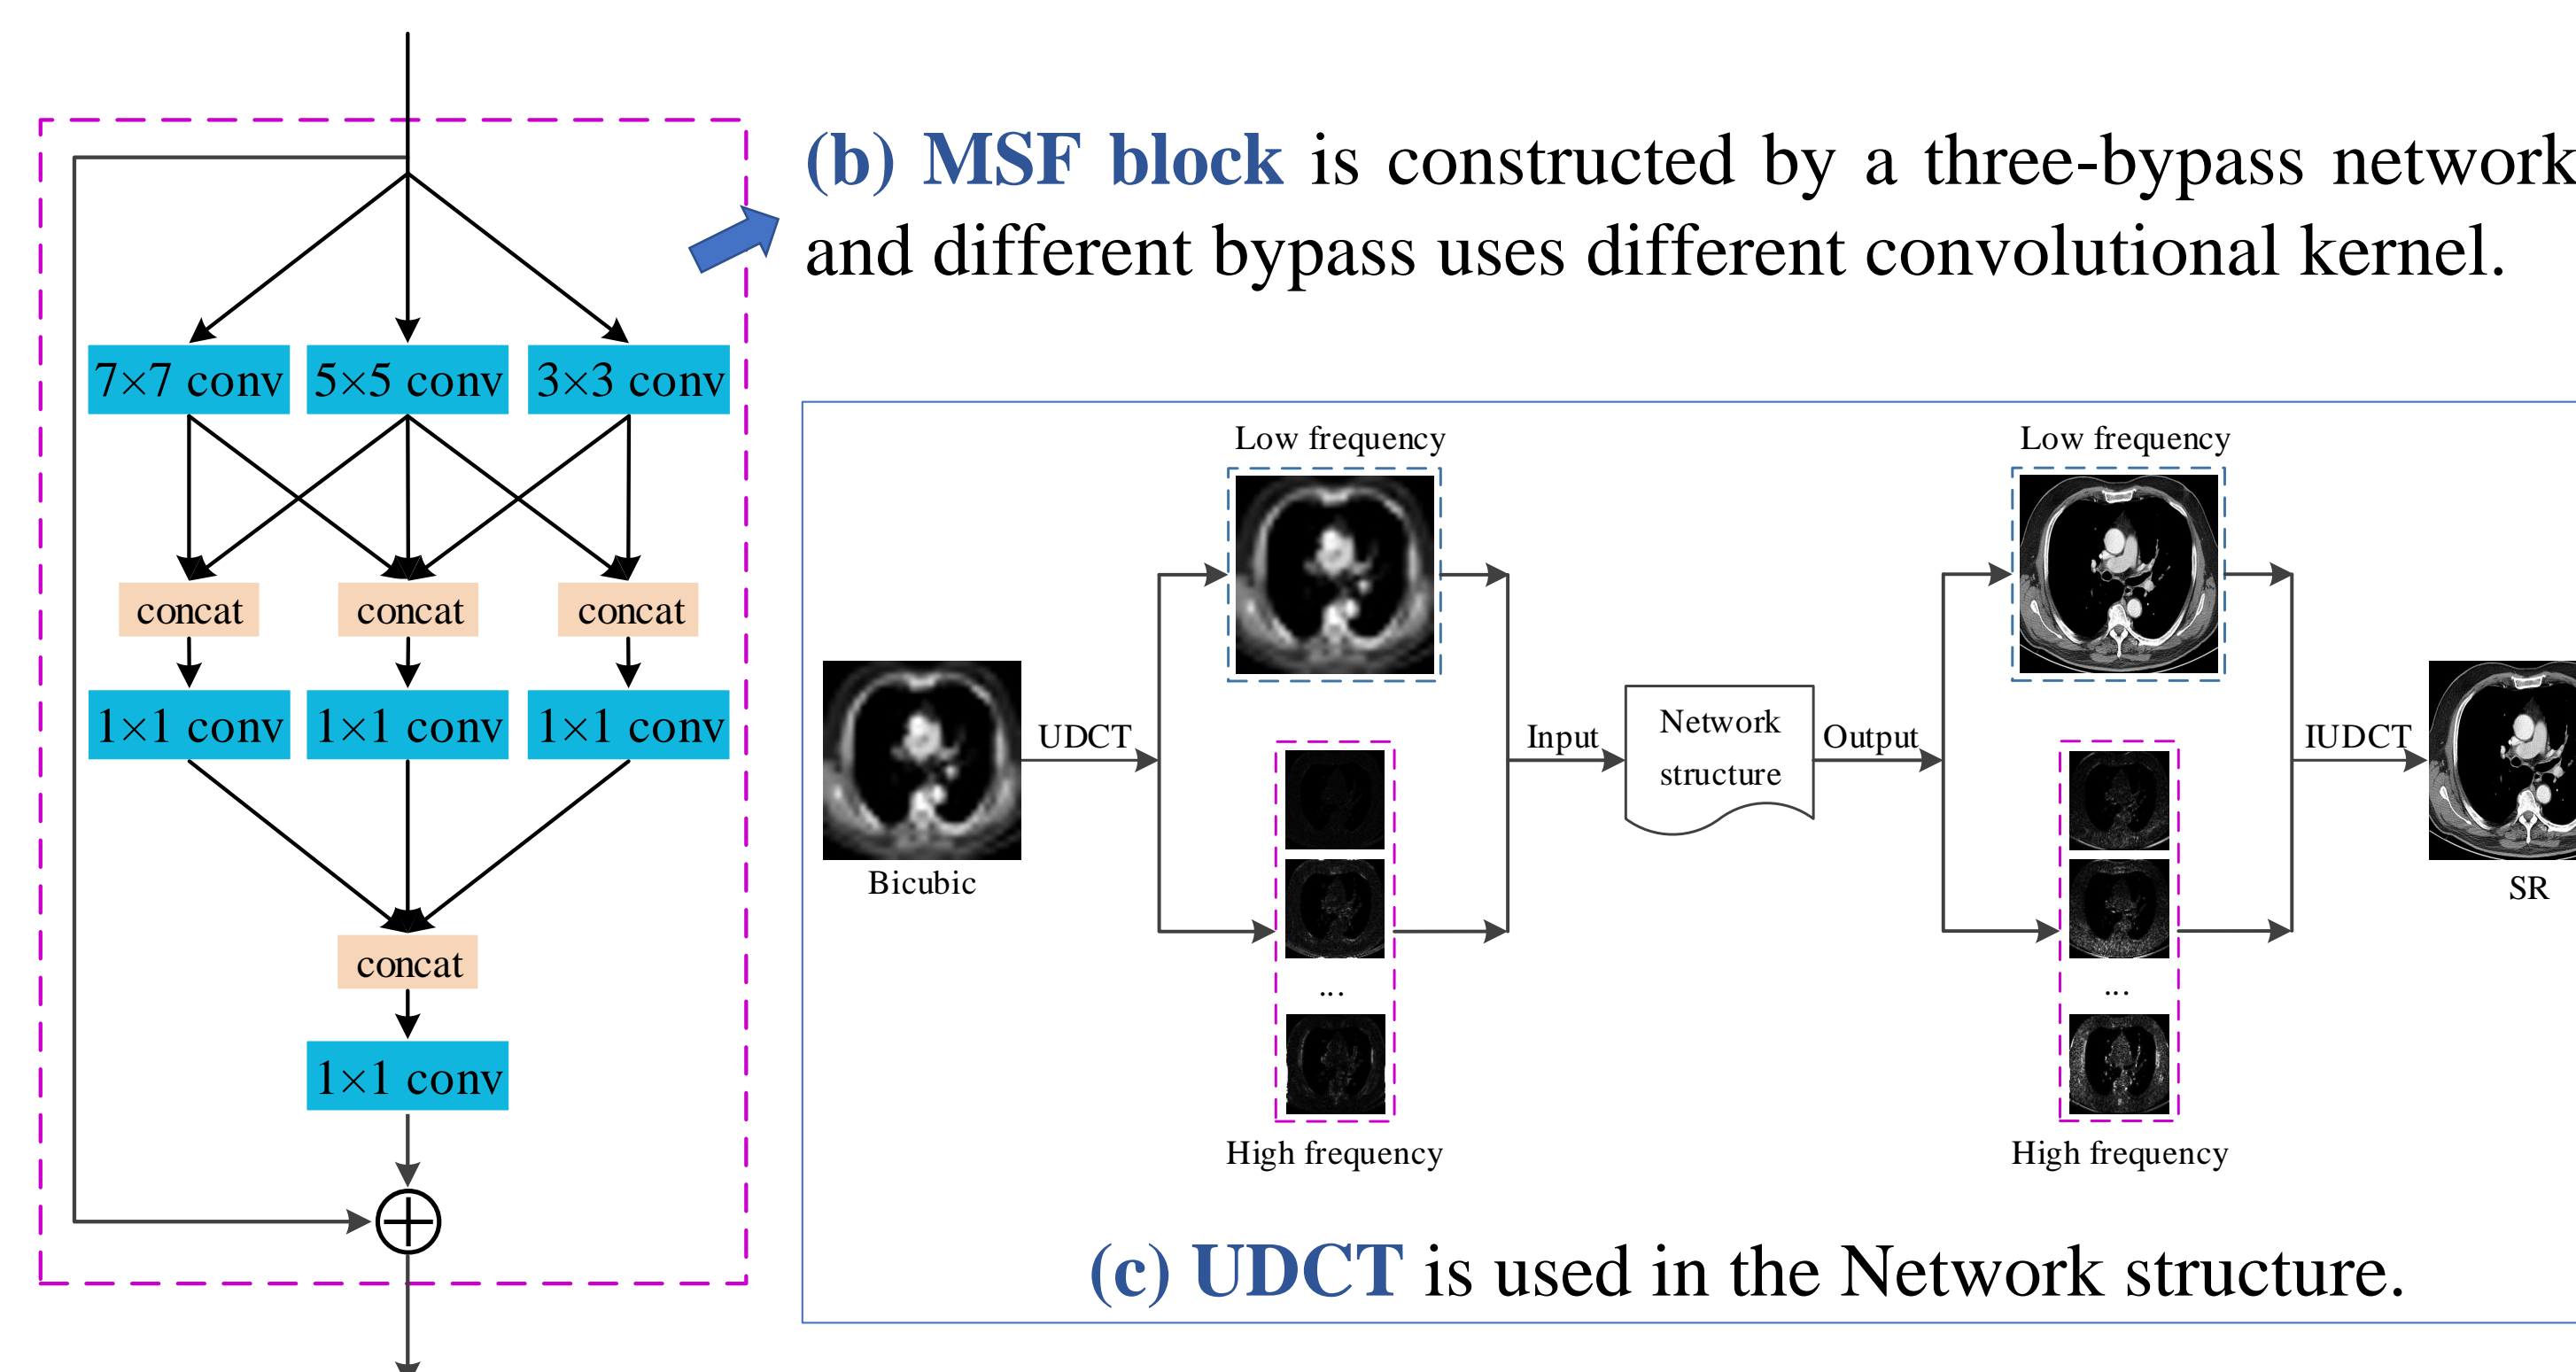 (b) MSF block is constructed by a three-bypass network
and different bypass uses different convolutional kernel.
7×7 conv 5×5 conv 3×3 conv
concat concat concat
1×1 conv 1×1 conv 1×1 conv
concat
1×1 conv
Low frequency
Low frequency
Bicubic
UDCT
Input
Network
structure
Output
IUDCT
SR
...
...
High frequency
High frequency
(c) UDCT is used in the Network structure.